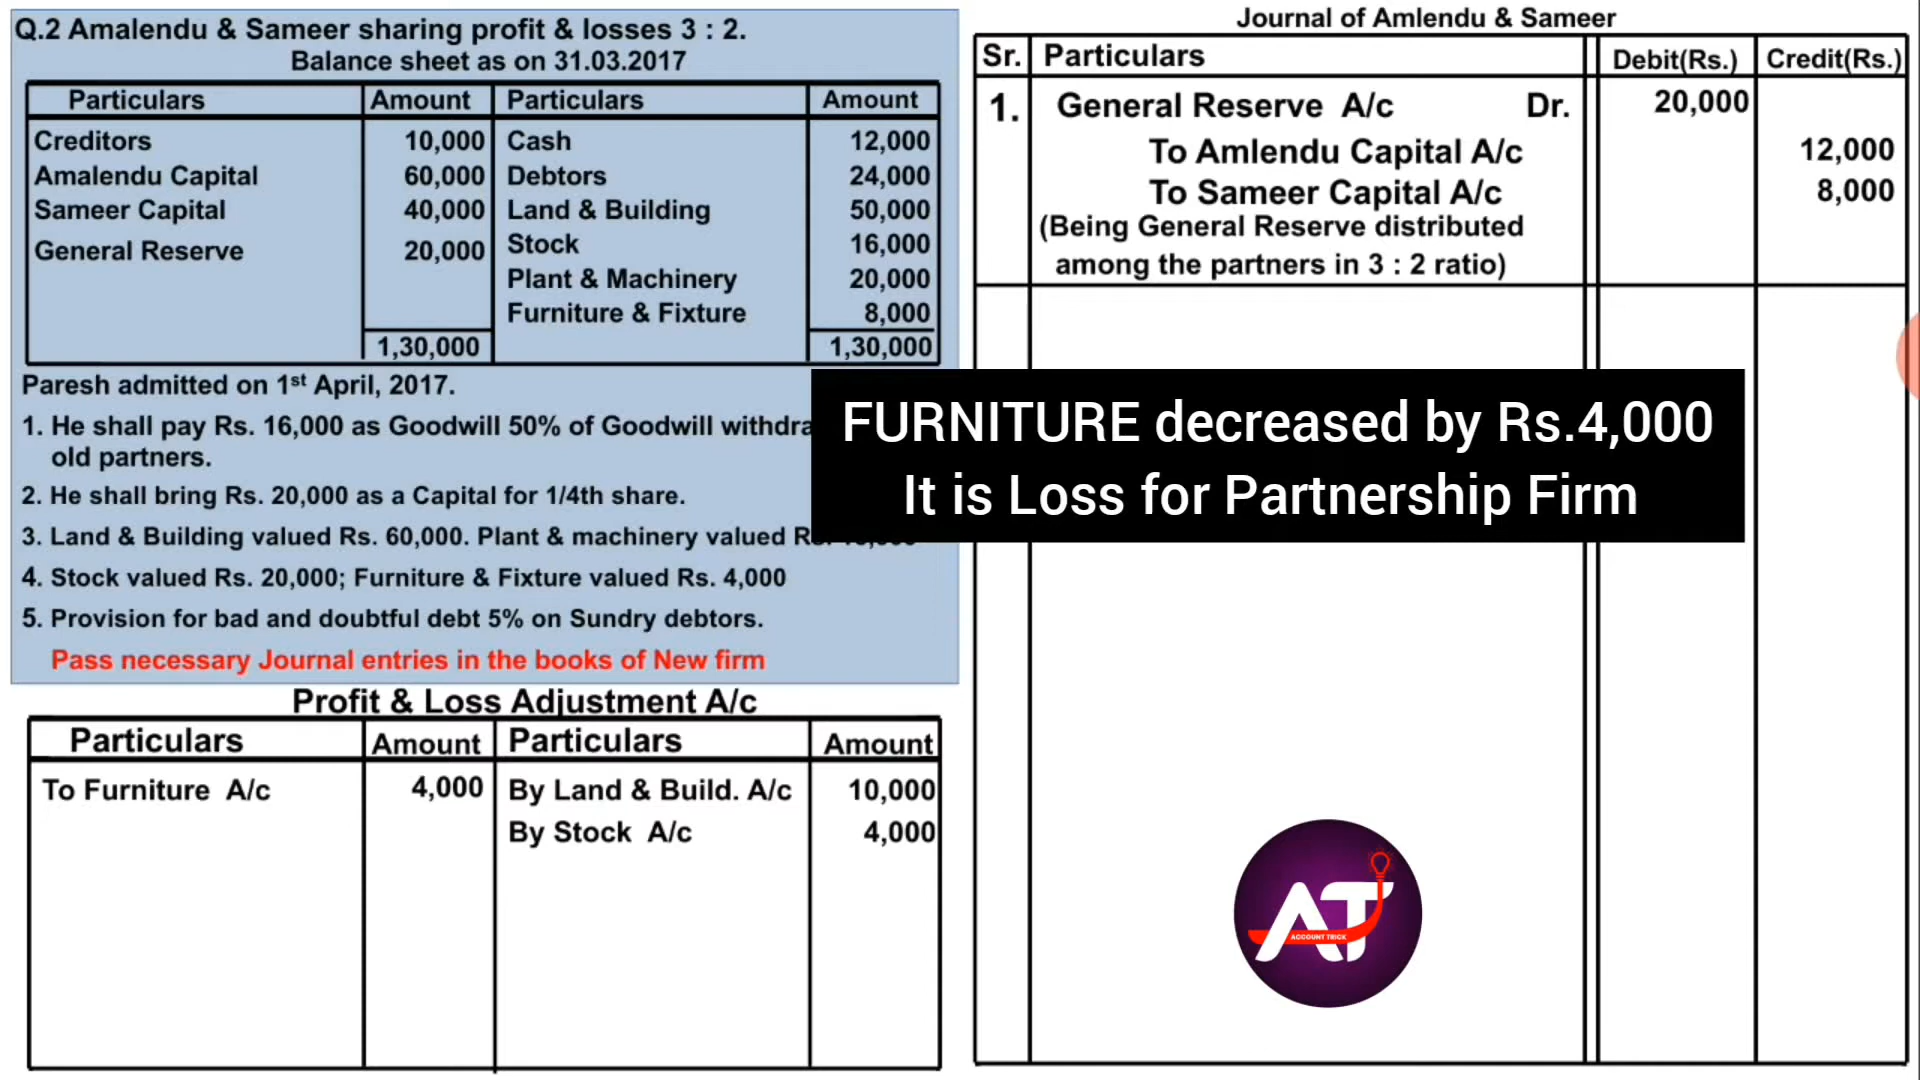 Q.2 Amalendu & Sameer sharing profit & losses 3 : 2.
Balance sheet as on 31.03.2017
Particulars Amount Particulars Amount
Creditors 10,000 Cash 12,000
Amalendu Capital 60,000 Debtors 24,000
Sameer Capital 40,000 Land & Building 50,000
General Reserve 20,000 Stock 16,000
Plant & Machinery 20,000
Furniture & Fixture 8,000
1,30,000 1,30,000
Paresh admitted on 1st April, 2017.
1. He shall pay Rs. 16,000 as Goodwill 50% of Goodwill
old partners.
2. He shall bring Rs. 20,000 as a Capital for 1/4th share.
3. Land & Building valued Rs. 60,000. Plant & machinery valued
4. Stock valued Rs. 20,000; Furniture & Fixture valued Rs. 4,000
5. Provision for bad and doubtful debt 5% on Sundry debtors.
Pass necessary Journal entries in the books of New firm
Profit & Loss Adjustment A/c
Particulars Amount Particulars Amount
To Furniture A/c 4,000 By Land & Build. A/c 10,000
By Stock A/c 4,000
Journal of Amlendu & Sameer
Sr. Particulars Debit(Rs.) Credit(Rs.)
1. General Reserve A/c Dr. 20,000
To Amlendu Capital A/c 12,000
To Sameer Capital A/c 8,000
(Being General Reserve distributed
among the partners in 3 : 2 ratio)
FURNITURE decreased by Rs.4,000
It is Loss for Partnership Firm
AT
ACCOUNT TRICK